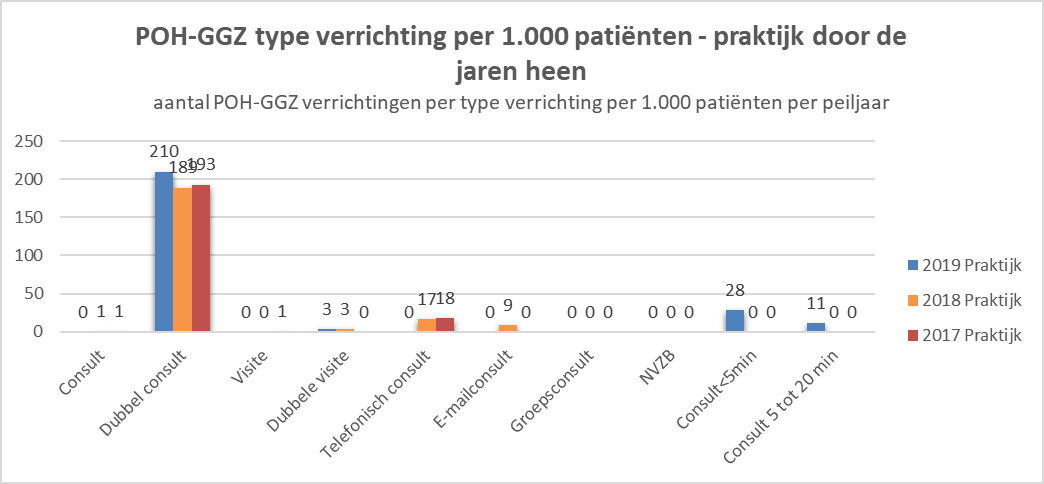 POH-GGZ type verrichting per 1.000 patiënten - praktijk door de
jaren heen
aantal POH-GGZ verrichtingen per type verrichting per 1.000 patiënten per peiljaar
250
200
150
100
50
0
0 1 1
210 189 193
0 0 1
3 3 0
0 17 18
0 9 0
0 0 0
0 0 0
28 0 0
11 0 0
Consult
Dubbel consult
Visite
Dubbele visite
Telefonisch consult
E-mailconsult
Groepsconsult
NVZB
Consult<5min
Consult 5 tot 20 min
2019 Praktijk
2018 Praktijk
2017 Praktijk